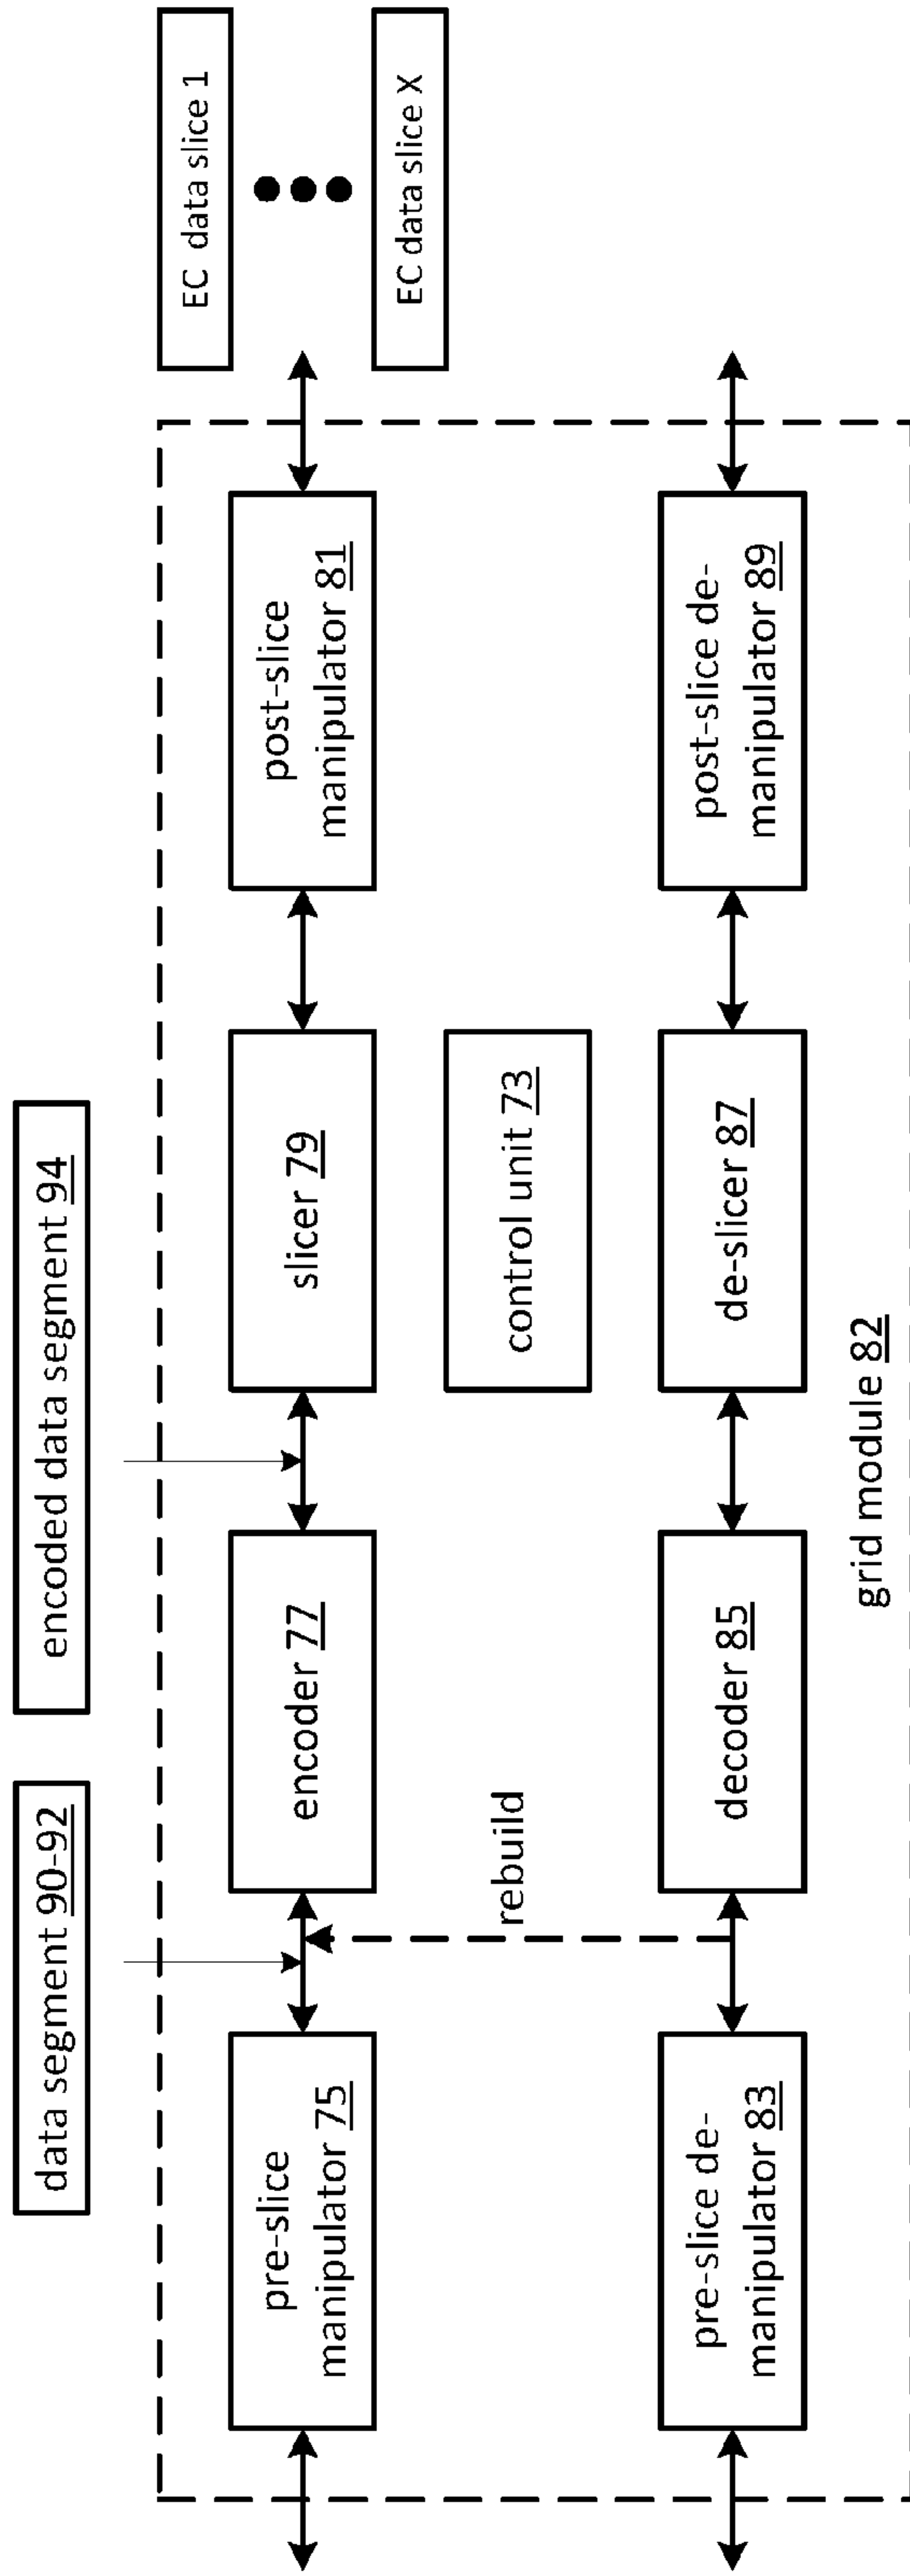 data segment 90-92
encoded data segment 94
pre-slice
manipulator 75
encoder 77
slicer 79
post-slice
manipulator 81
EC data slice 1
EC data slice X
rebuild
control unit 73
pre-slice de-
manipulator 83
decoder 85
de-slicer 87
post-slice de-
manipulator 89
grid module 82